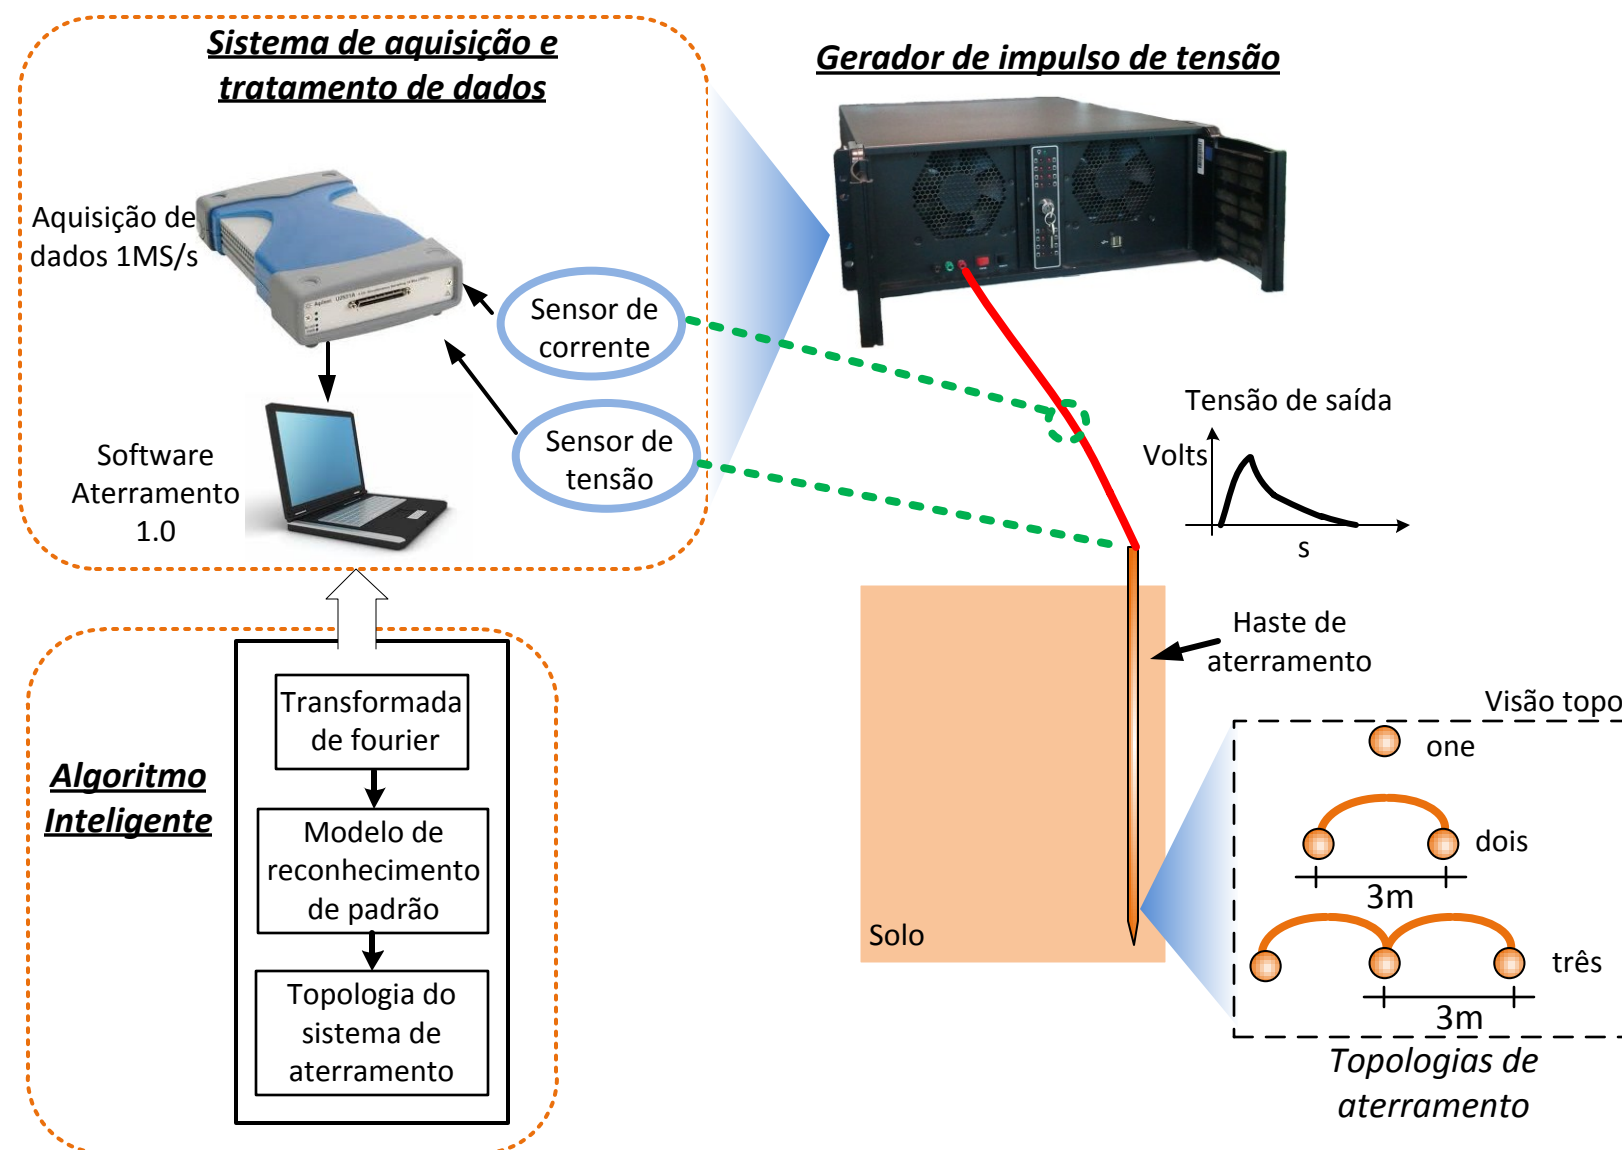 Sistema de aquisição e
tratamento de dados
Gerador de impulso de tensão
Aquisição de
dados 1MS/s
Agilent U2531A
Sensor de
corrente
Sensor de
tensão
Software
Aterramento
1.0
Tensão de saída
Volts
s
Haste de
aterramento
Solo
Visão topo
one
dois
3m
três
3m
Topologias de
aterramento
Algoritmo
Inteligente
Transformada
de fourier
Modelo de
reconhecimento
de padrão
Topologia do
sistema de
aterramento